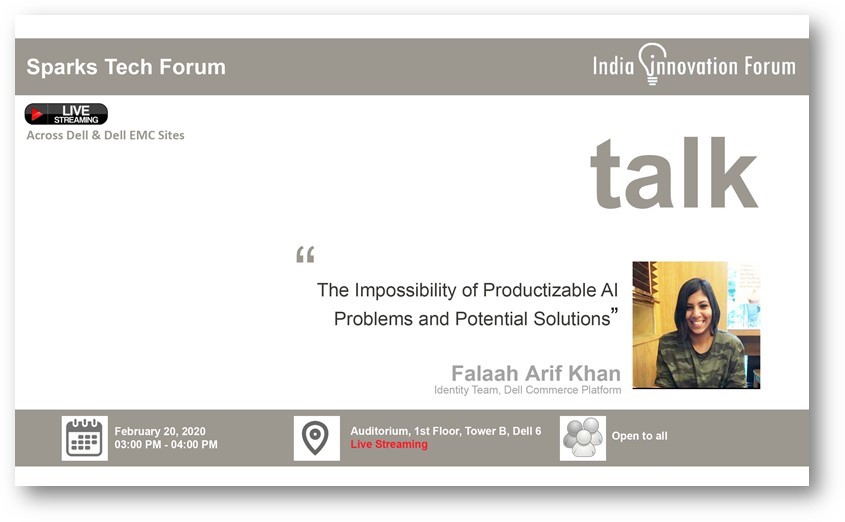 Sparks Tech Forum
India innovation Forum
LIVE
STREAMING
Across Dell & Dell EMC Sites
talk
“
The Impossibility of Productizable AI
Problems and Potential Solutions”
Falaah Arif Khan
Identity Team, Dell Commerce Platform
February 20, 2020
03:00 PM - 04:00 PM
Auditorium, 1st Floor, Tower B, Dell 6
Live Streaming
Open to all